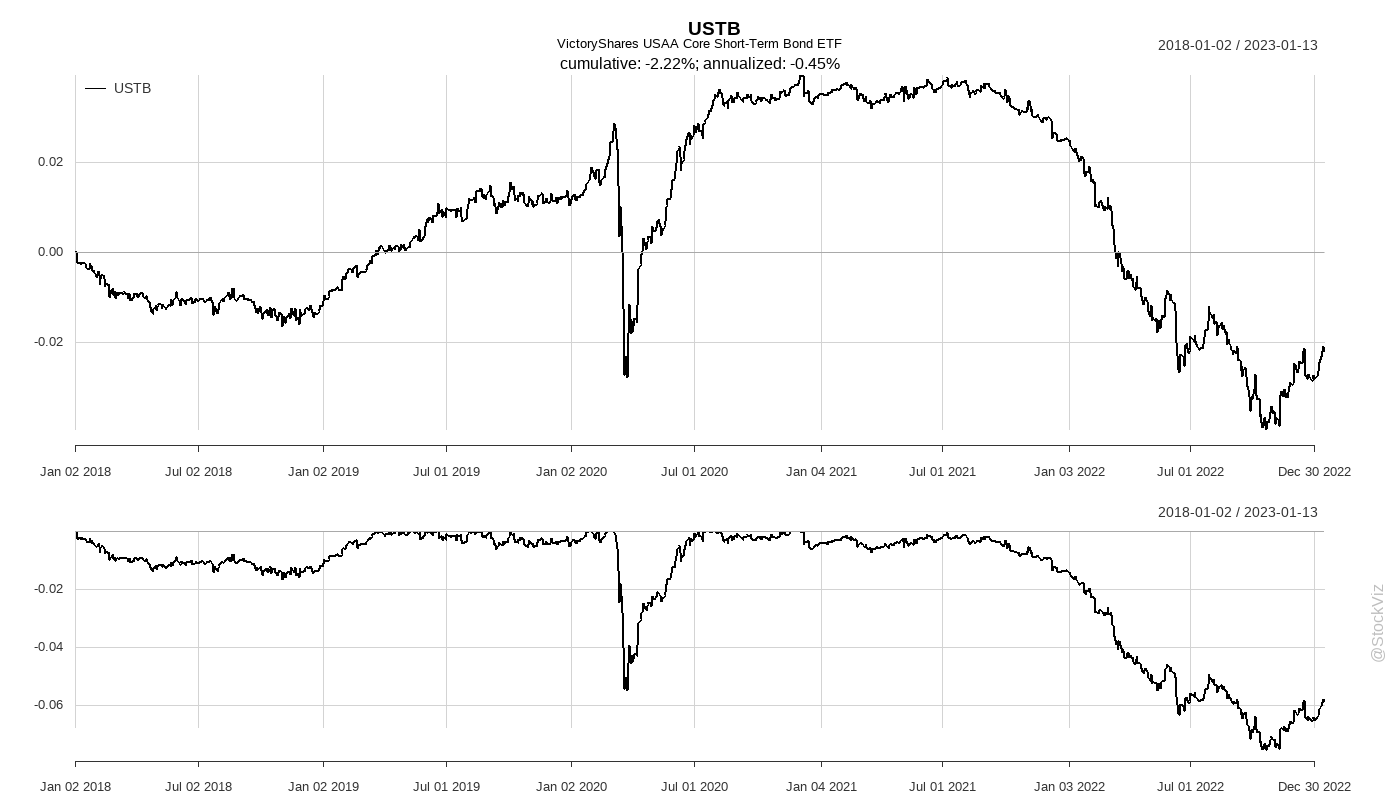 USTB
VictoryShares USAA Core Short-Term Bond ETF
2018-01-02 / 2023-01-13
cumulative: -2.22%; annualized: -0.45%
USTB
0.02
0.00
-0.02
Jan 02 2018 Jul 02 2018 Jan 02 2019 Jul 01 2019 Jan 02 2020 Jul 01 2020 Jan 04 2021 Jul 01 2021 Jan 03 2022 Jul 01 2022 Dec 30 2022
2018-01-02 / 2023-01-13
-0.02
-0.04
-0.06
Jan 02 2018 Jul 02 2018 Jan 02 2019 Jul 01 2019 Jan 02 2020 Jul 01 2020 Jan 04 2021 Jul 01 2021 Jan 03 2022 Jul 01 2022 Dec 30 2022
@StockViz